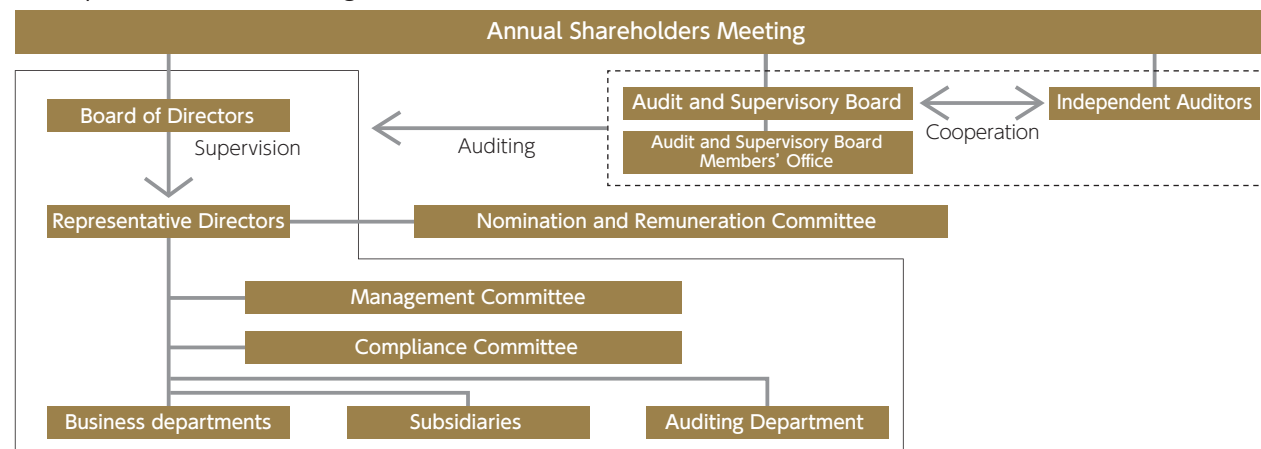 Annual Shareholders Meeting
Board of Directors
Supervision
Auditing
Audit and Supervisory Board
Audit and Supervisory Board
Members’ Office
Cooperation
Independent Auditors
Representative Directors
Nomination and Remuneration Committee
Management Committee
Compliance Committee
Business departments
Subsidiaries
Auditing Department